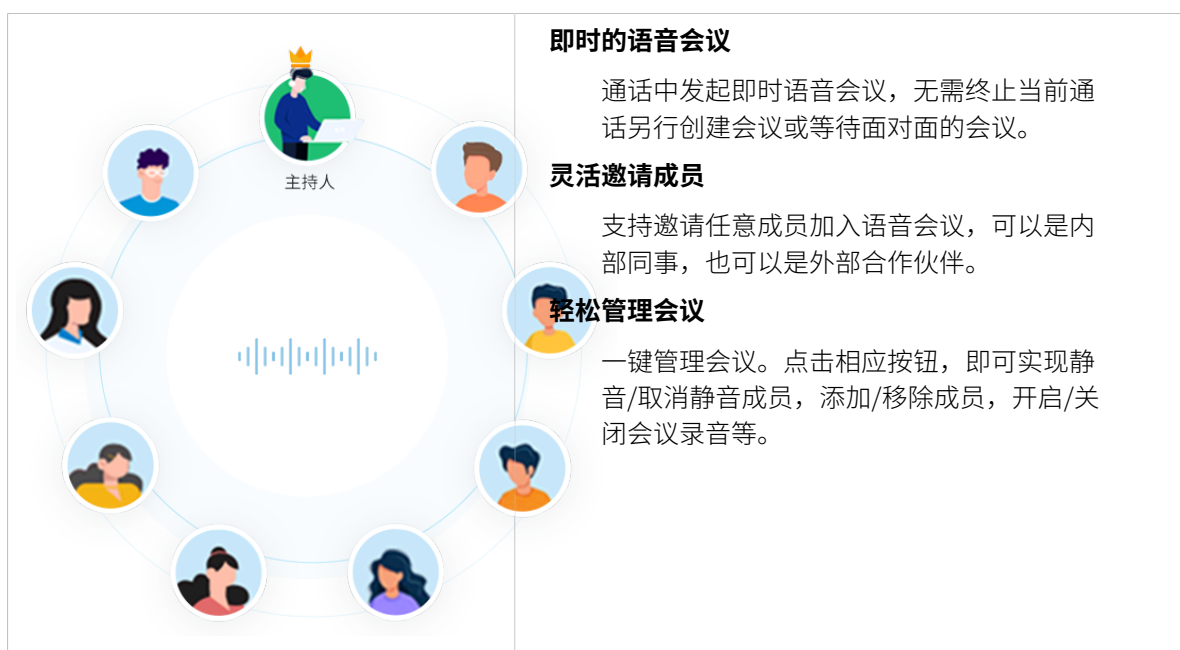 主持人
即时的语音会议
通话中发起即时语音会议，无需终止当前通
话另行创建会议或等待面对面的会议。
灵活邀请成员
支持邀请任意成员加入语音会议，可以是内
部同事，也可以是外部合作伙伴。
轻松管理会议
一键管理会议。点击相应按钮，即可实现静
音/取消静音成员，添加/移除成员，开启/关
闭会议录音等。